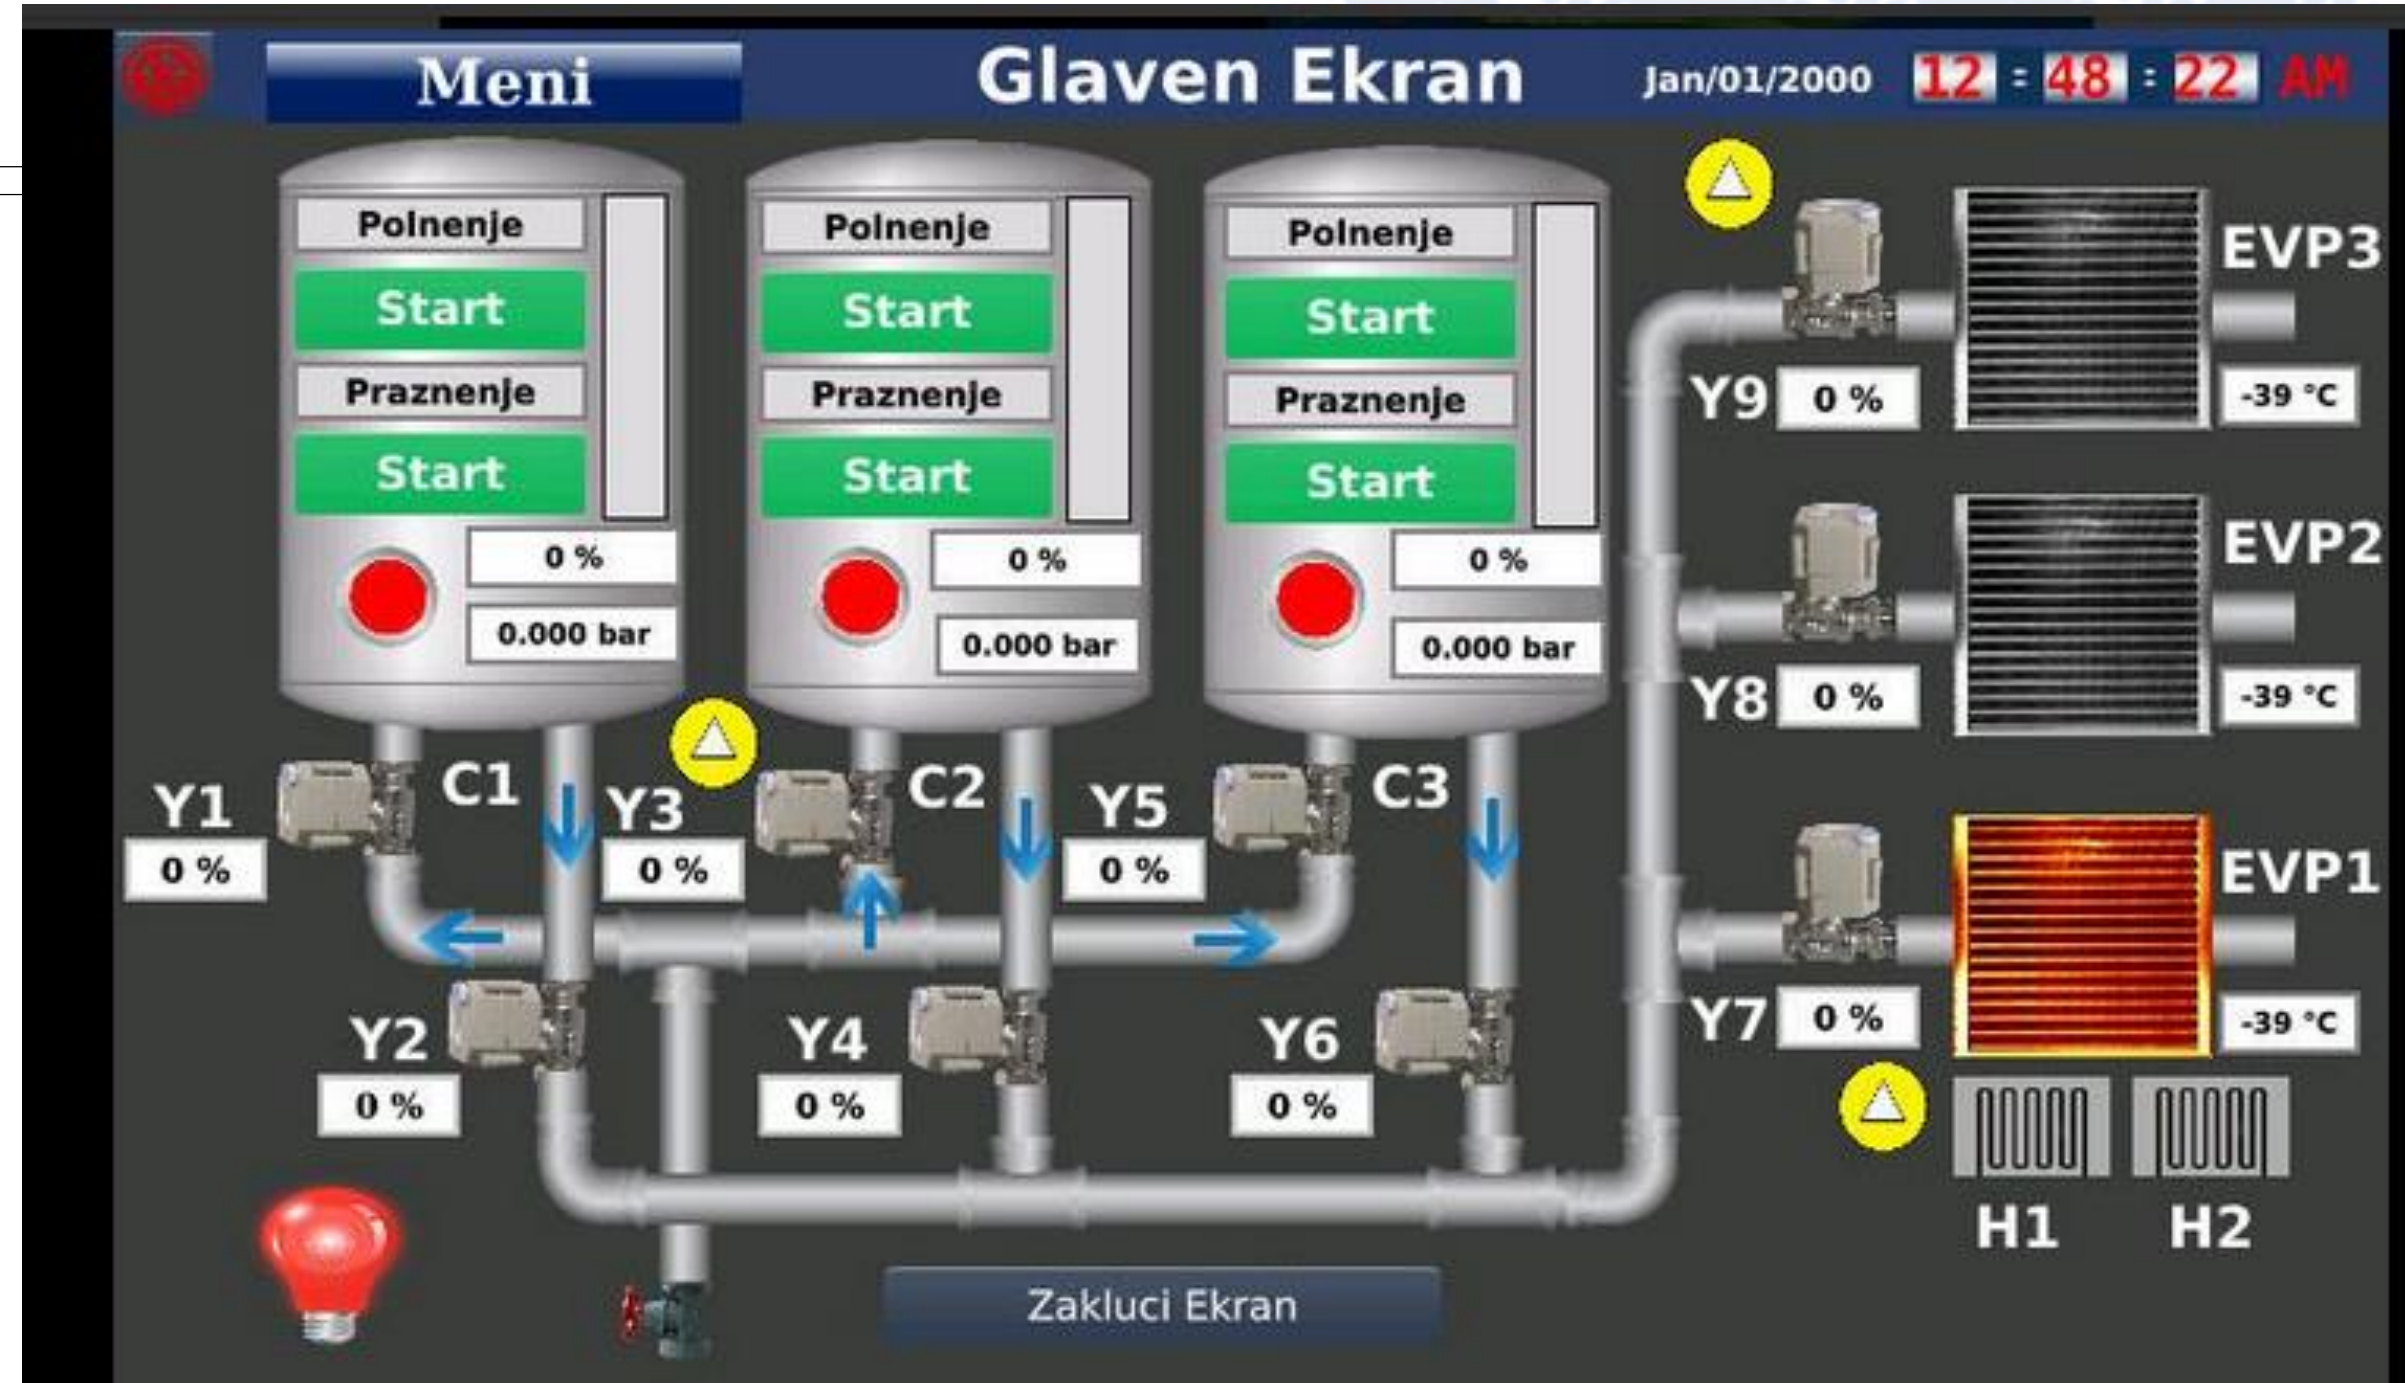 Meni
Glaven Ekran
Jan/01/2000
12 : 48 : 22 AM
Polnenje
Start
Praznenje
Start
0 %
0.000 bar
Polnenje
Start
Praznenje
Start
0 %
0.000 bar
Polnenje
Start
Praznenje
Start
0 %
0.000 bar
EVP3
Y9
0 %
-39 °C
EVP2
Y8
0 %
-39 °C
EVP1
Y7
0 %
-39 °C
H1
H2
C1
C2
C3
Y1
0 %
Y3
0 %
Y5
0 %
Y2
0 %
Y4
0 %
Y6
0 %
Zakluci Ekran